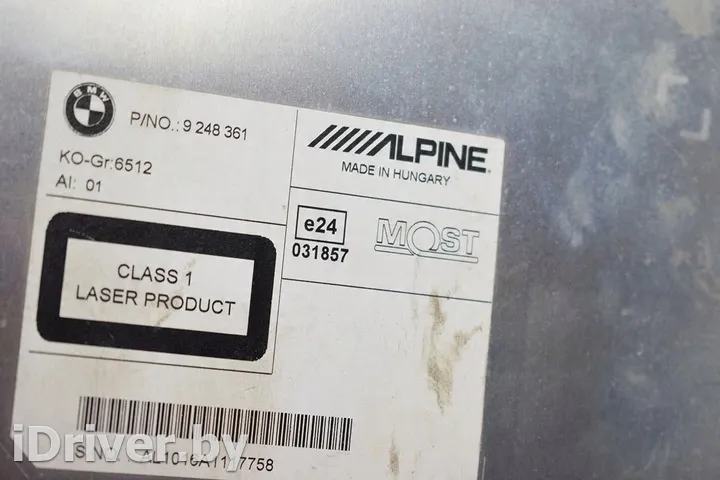 BMW
P/NO.: 9 248 361
KO-Gr:6512
AI: 01
ALPINE
MADE IN HUNGARY
e24
031857
MOST
CLASS 1
LASER PRODUCT
iDriver.by